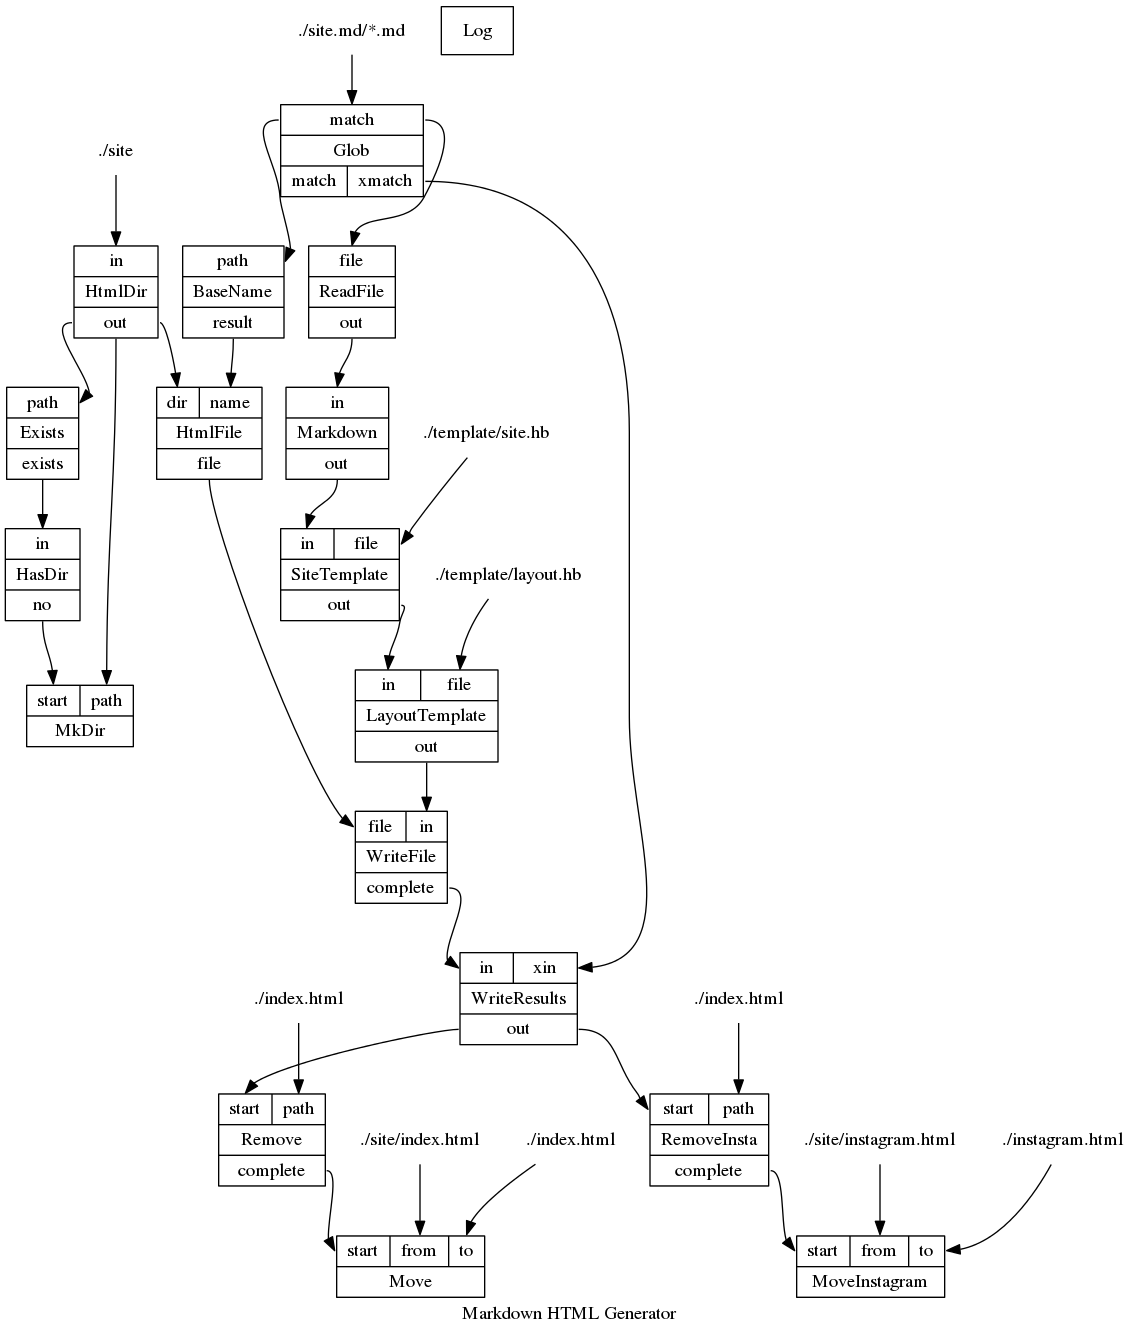 ./site.md/*.md
Log
match
Glob
match xmatch
./site
in
HtmlDir
out
path
BaseName
result
file
ReadFile
out
path
Exists
exists
dir name
HtmlFile
file
in
Markdown
out
./template/site.hb
in
HasDir
no
in file
SiteTemplate
out
./template/layout.hb
start path
MkDir
in file
LayoutTemplate
out
file in
WriteFile
complete
in xin
WriteResults
out
./index.html
./index.html
start path
Remove
complete
./site/index.html
./index.html
start path
RemoveInsta
complete
./site/instagram.html
./instagram.html
start from to
Move
start from to
MoveInstagram
Markdown HTML Generator